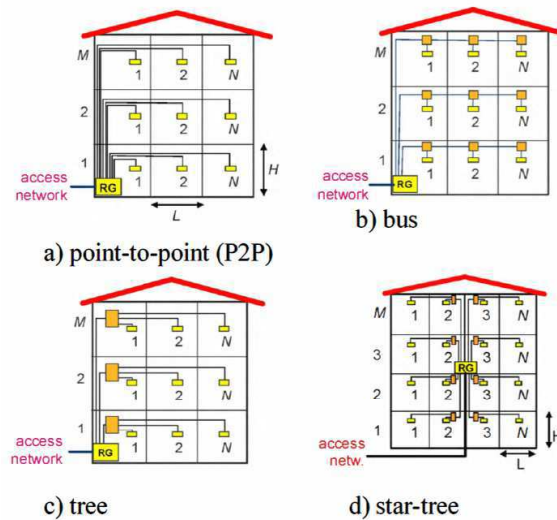 M
1 2 N
2
1 2 N
1
H
1 2 N
access
network
RG
L
a) point-to-point (P2P)
M
1 2 N
2
1 2 N
1
1 2 N
access
network
RG
b) bus
M
1 2 N
2
1 2 N
1
1 2 N
access
network
RG
c) tree
M
1 2 3 N
3
1 2 3 N
RG
2
1 2 3 N
1
1 2 3 N
H
access
netw.
L
d) star-tree